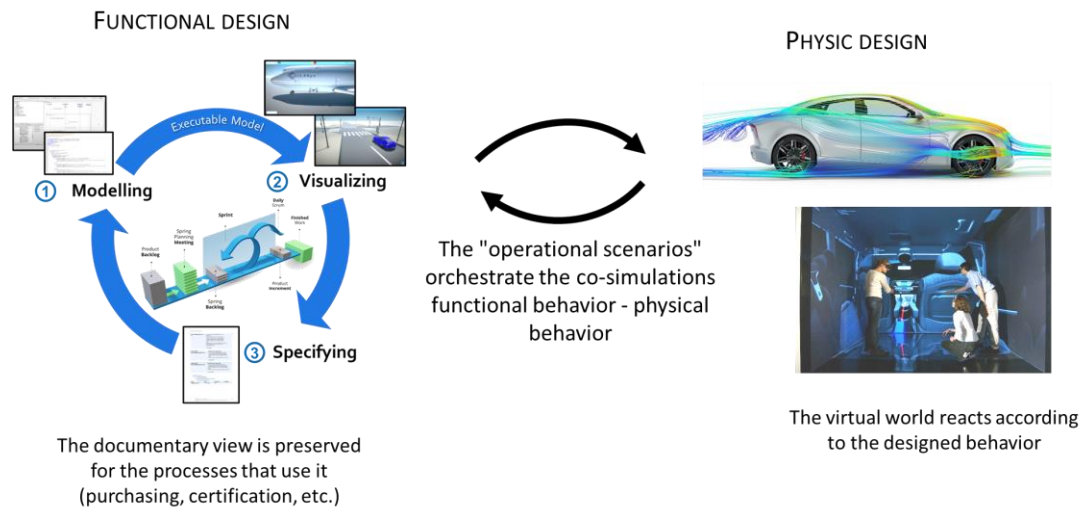 FUNCTIONAL DESIGN
PHYSIC DESIGN
Executable Model
1 Modelling
2 Visualizing
Sprint
Daily
Scrum
Finished
Work
Spring
Planning
Meeting
Product
Backlog
Spring
Backlog
Product
Increment
3 Specifying
The "operational scenarios"
orchestrate the co-simulations
functional behavior - physical
behavior
The documentary view is preserved
for the processes that use it
(purchasing, certification, etc.)
The virtual world reacts according
to the designed behavior